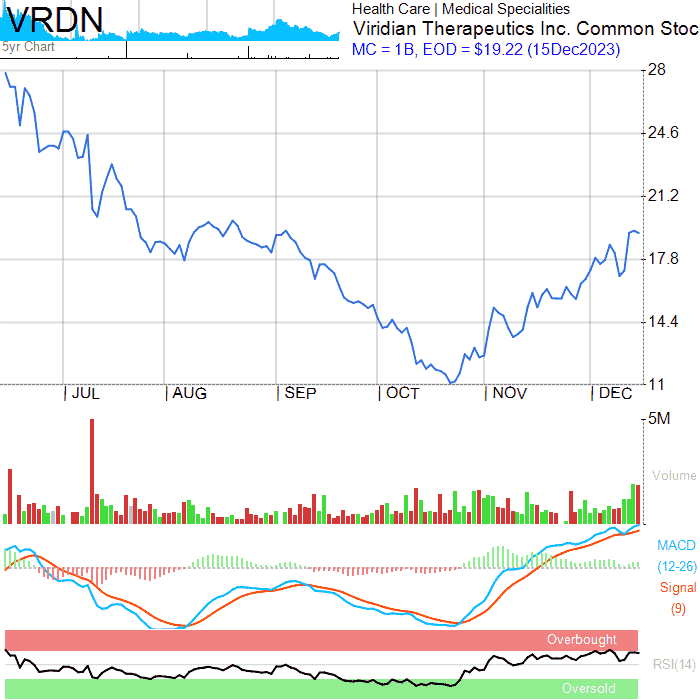 VRDN
5yr Chart
Health Care | Medical Specialities
Viridian Therapeutics Inc. Common Stoc
MC = 1B, EOD = $19.22 (15Dec2023)
28
24.6
21.2
17.8
14.4
11
JUL
AUG
SEP
OCT
NOV
DEC
5M
Volume
MACD
(12-26)
Signal
(9)
Overbought
RSI(14)
Oversold